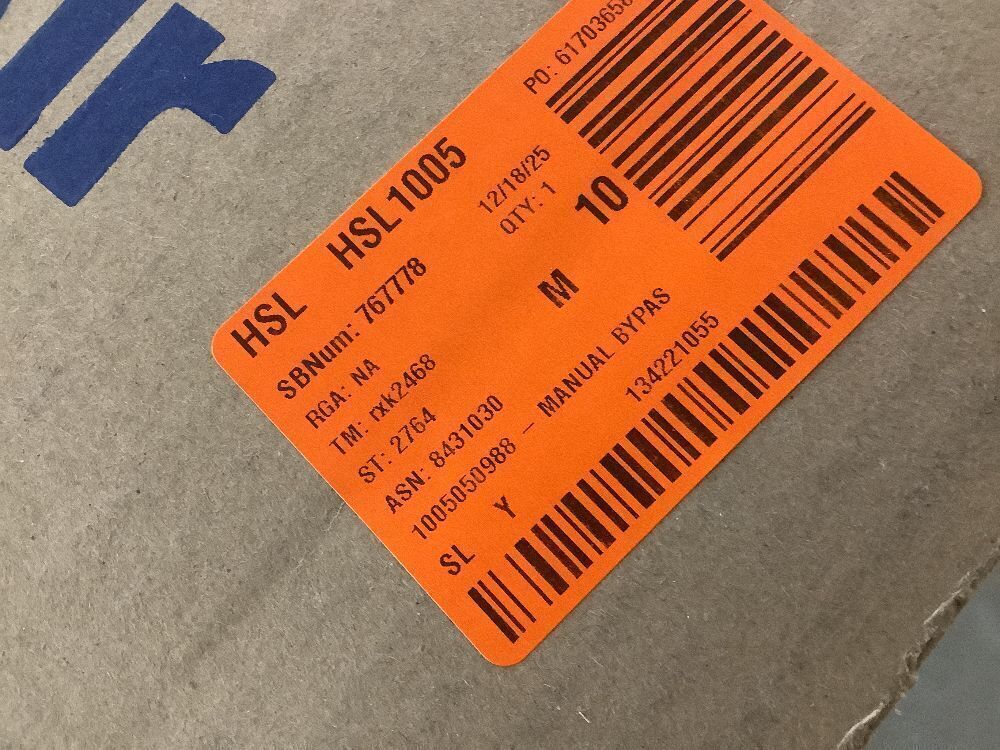 HSL HSL1005
PO: 61703658
SBNum: 767778
12/18/25
RGA: NA
QTY: 1
TM: rxk2468
10
ST: 2764
M
ASN: 8431030
1005050988 - MANUAL BYPAS
SL Y
134221055